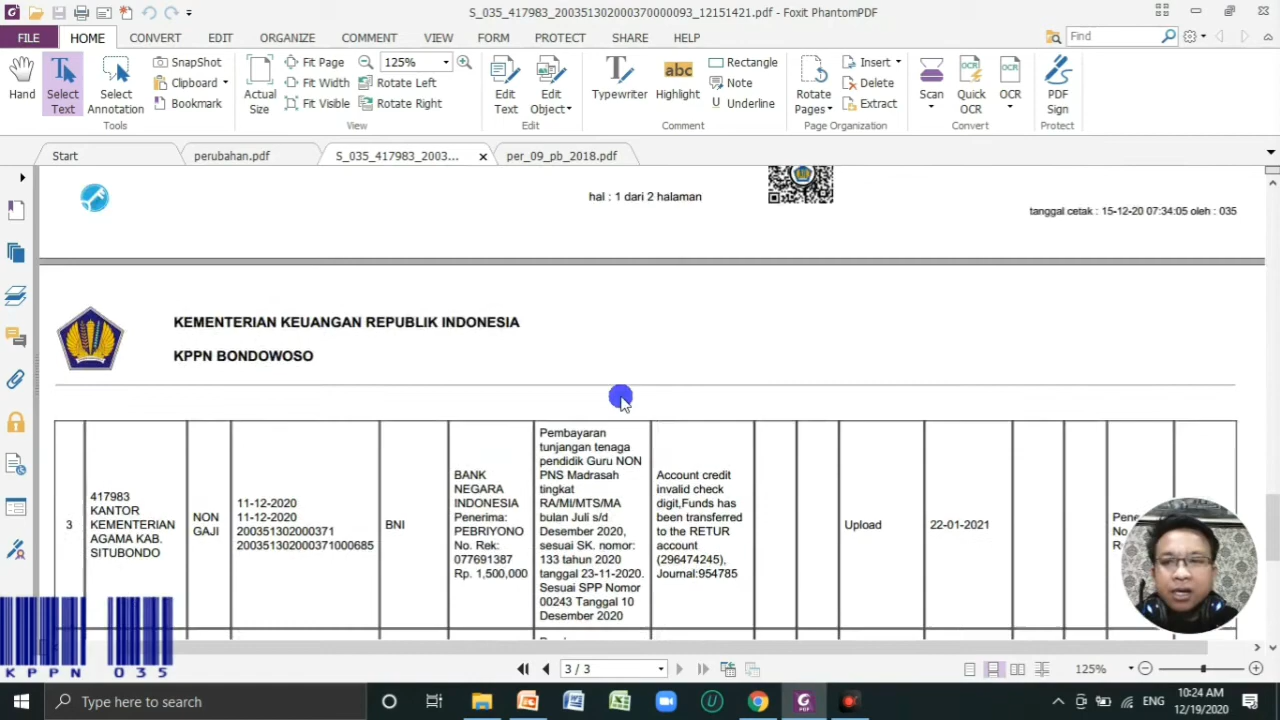 S_035_417983_200351302000370000093_12151421.pdf - Foxit PhantomPDF
FILE HOME CONVERT EDIT ORGANIZE COMMENT VIEW FORM PROTECT SHARE HELP
Find
Hand
Select Text
Select Annotation
SnapShot
Clipboard
Bookmark
Tools
Actual Size
Fit Page
Fit Width
Fit Visible
125%
Rotate Left
Rotate Right
View
Edit Text
Edit Object
Edit
Typewriter
abc
Highlight
Rectangle
Note
Underline
Comment
Rotate Pages
Insert
Delete
Extract
Page Organization
Scan
OCR
Quick OCR
OCR
OCR
Convert
PDF Sign
Protect
Start
perubahan.pdf
S_035_417983_2003...
per_09_pb_2018.pdf
hal : 1 dari 2 halaman
tanggal cetak : 15-12-20 07:34:05 oleh : 035
KEMENTERIAN KEUANGAN REPUBLIK INDONESIA
KPPN BONDOWOSO
3
417983
KANTOR
KEMENTERIAN
AGAMA KAB.
SITUBONDO
NON
GAJI
11-12-2020
11-12-2020
200351302000371
200351302000371000685
BNI
BANK
NEGARA
INDONESIA
Penerima:
PEBRIYONO
No. Rek:
077691387
Rp. 1,500,000
Pembayaran
tunjangan tenaga
pendidik Guru NON
PNS Madrasah
tingkat
RA/MI/MTS/MA
bulan Juli s/d
Desember 2020,
sesuai SK. nomor:
133 tahun 2020
tanggal 23-11-2020.
Sesuai SPP Nomor
00243 Tanggal 10
Desember 2020
Account credit
invalid check
digit,Funds has
been transferred
to the RETUR
account
(296474245),
Journal:954785
Upload
22-01-2021
KPPN 035
3 / 3
125%
Type here to search
ENG
10:24 AM
12/19/2020